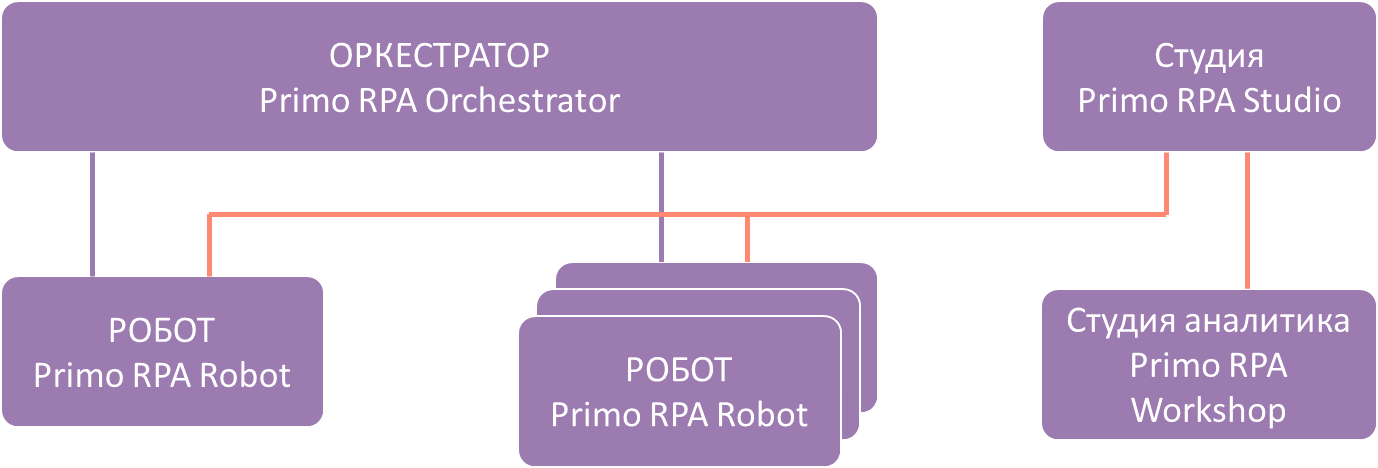 ОРКЕСТРАТОР
Primo RPA Orchestrator
Студия
Primo RPA Studio
РОБОТ
Primo RPA Robot
РОБОТ
Primo RPA Robot
Студия аналитика
Primo RPA
Workshop